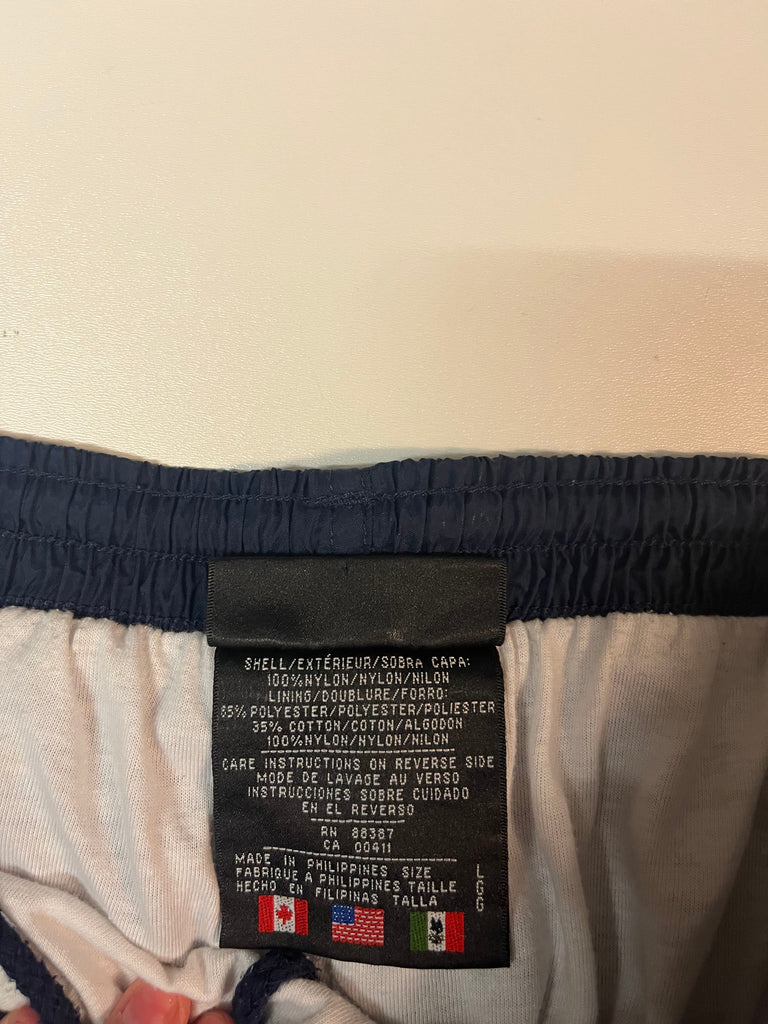 SHELL/EXTÉRIEUR/SOBRA CAPA:
100%NYLON/NYLON/NILON
LINING/DOUBLURE/FORRO:
65% POLYESTER/POLYESTER/POLIESTER
35% COTTON/COTON/ALGODON
100%NYLON/NYLON/NILON
CARE INSTRUCTIONS ON REVERSE SIDE
MODE DE LAVAGE AU VERSO
INSTRUCCIONES SOBRE CUIDADO
EN EL REVERSO
RN 88387
CA 00411
MADE IN PHILIPPINES SIZE L
FABRIQUE A PHILIPPINES TAILLE G
HECHO EN FILIPINAS TALLA G